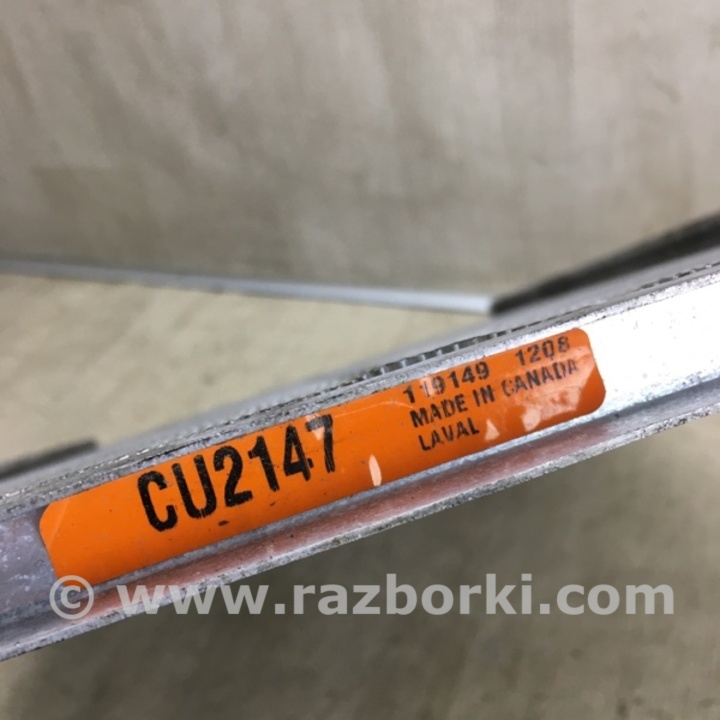 CU2147
119149 1208
MADE IN CANADA
LAVAL
© www.razborki.com